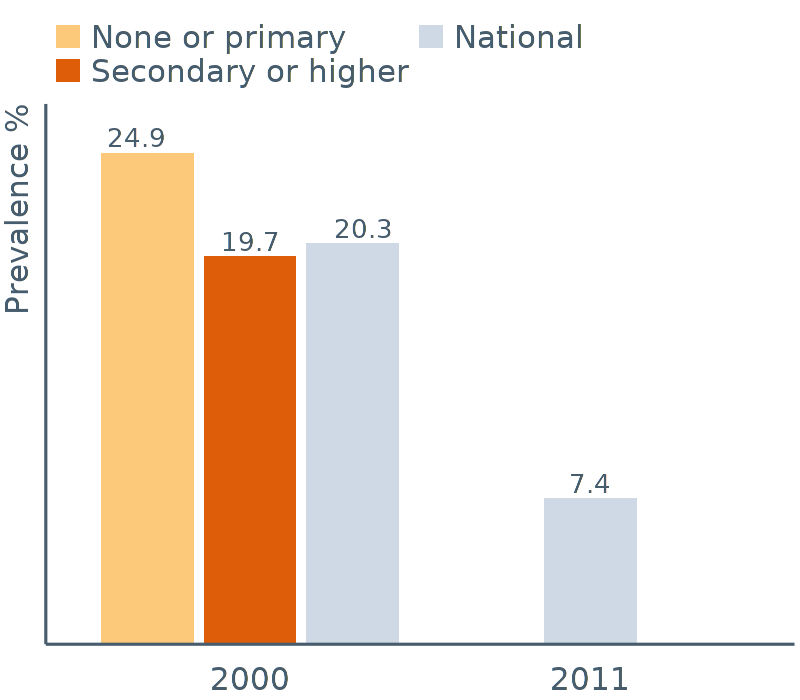 None or primary
National
Secondary or higher
Prevalence %
24.9
19.7
20.3
7.4
2000
2011